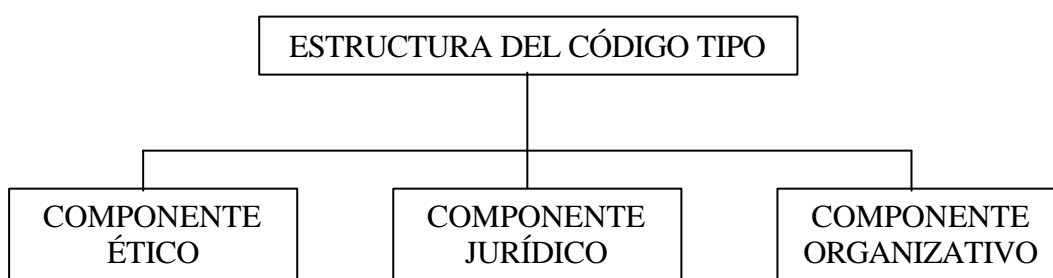 ESTRUCTURA DEL CÓDIGO TIPO
COMPONENTE
ÉTICO
COMPONENTE
JURÍDICO
COMPONENTE
ORGANIZATIVO